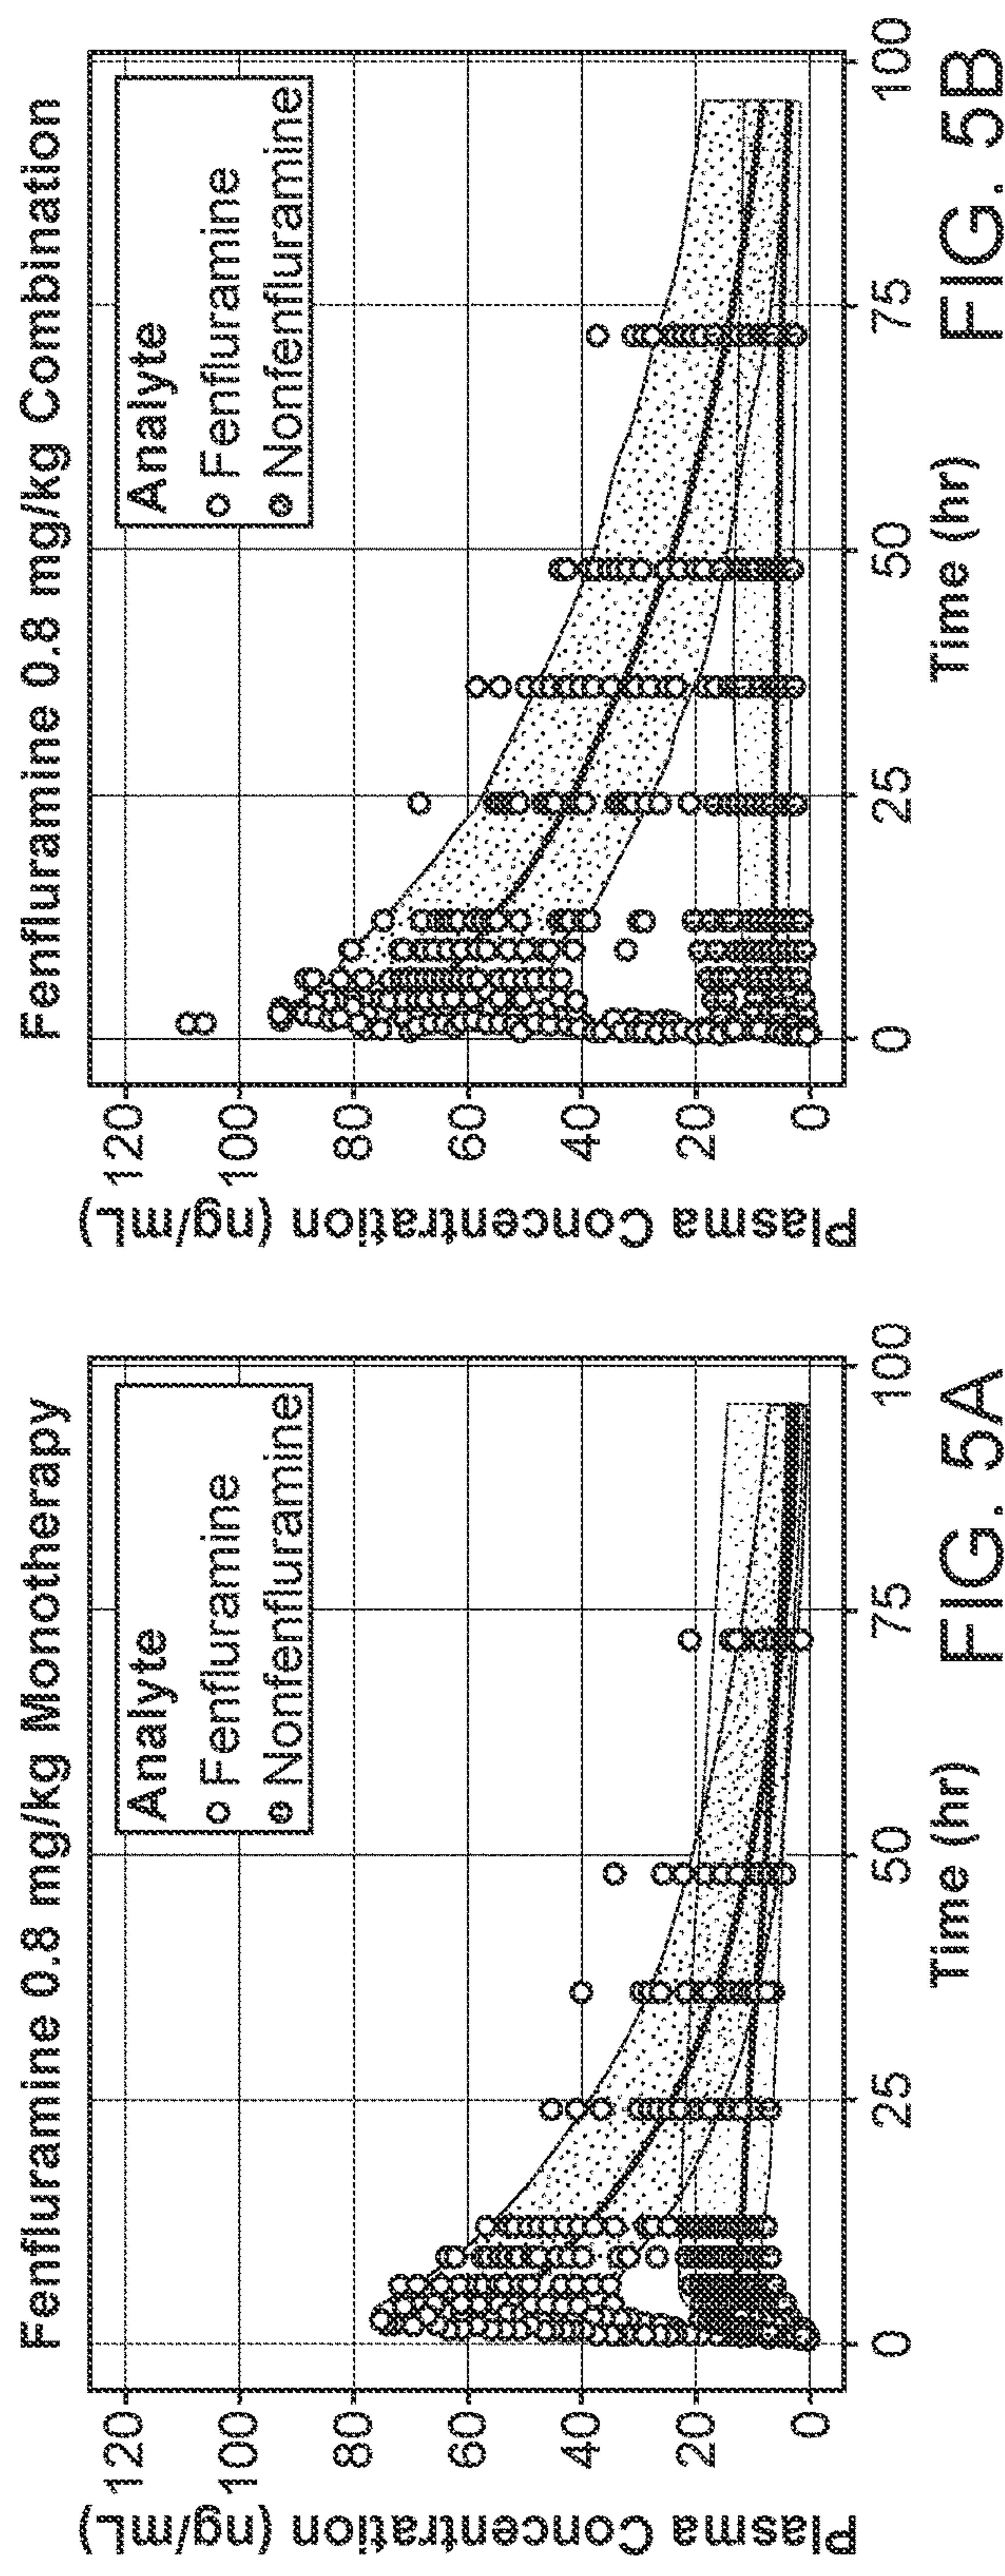 Fenfluramine 0.8 mg/kg Monotherapy
Plasma Concentration (ng/mL)
120
100
80
60
40
20
0
Analyte
Fenfluramine
Nonfenfluramine
0
25
50
75
100
Time (hr)
FIG. 5A
Fenfluramine 0.8 mg/kg Combination
Plasma Concentration (ng/mL)
120
100
80
60
40
20
0
Analyte
Fenfluramine
Nonfenfluramine
0
25
50
75
100
Time (hr)
FIG. 5B